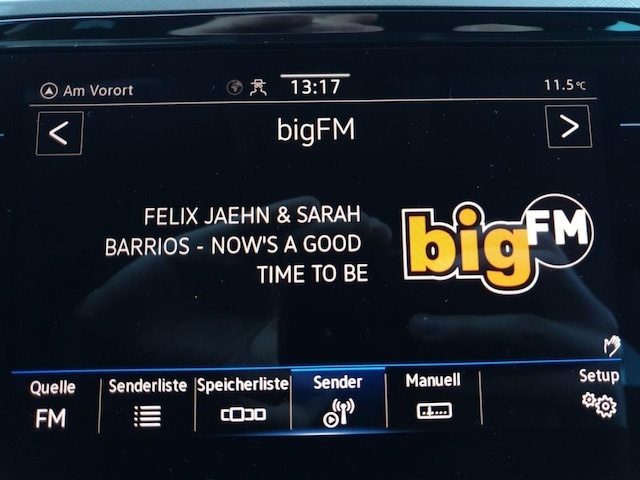 Am Vorort 13:17 11.5°C
< bigFM >
FELIX JAEHN & SARAH
BARRIOS - NOW'S A GOOD
TIME TO BE
bigFM
Quelle Senderliste Speicherliste Sender Manuell Setup
FM